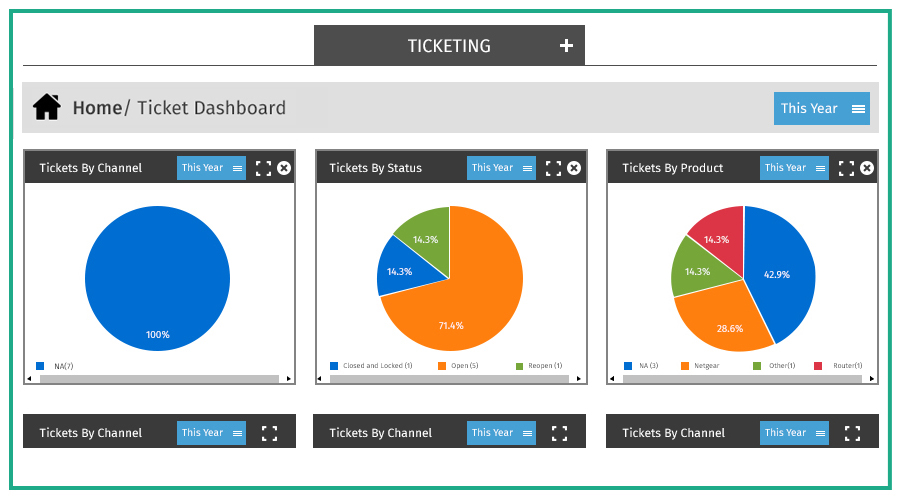 TICKETING
Home/ Ticket Dashboard
This Year
Tickets By Channel
This Year
Tickets By Status
This Year
Tickets By Product
This Year
100%
NA(7)
14.3%
14.3%
71.4%
Closed and Locked (1)
Open (5)
Reopen (1)
14.3%
42.9%
14.3%
28.6%
NA (3)
Netgear
Other(1)
Router(1)
Tickets By Channel
This Year
Tickets By Channel
This Year
Tickets By Channel
This Year